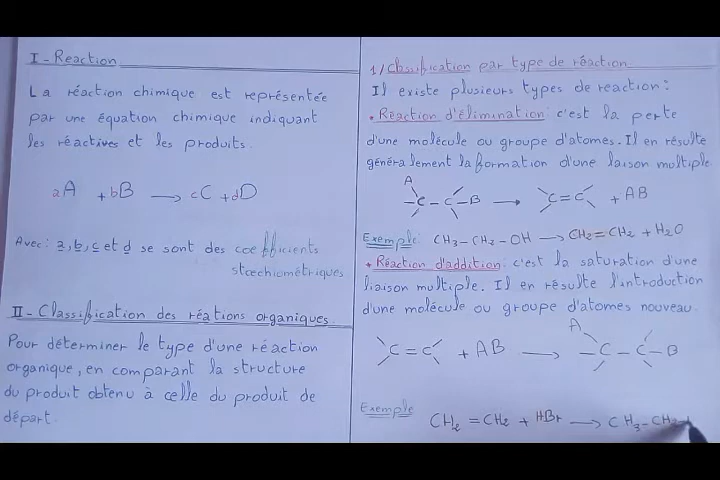 I - Reaction
La réaction chimique est représentée
par une équation chimique indiquant
les réactives et les produits.
aA + bB → cC + dD
Avec: a, b, c et d se sont des coefficients
stœchiométriques
II - Classification des réations organiques
Pour déterminer le type d'une réaction
organique, en comparant la structure
du produit obtenu à celle du produit de
départ.
1/ Classification par type de réaction
Il existe plusieurs types de reaction:
• Réaction d'élimination: c'est la perte
d'une molécule ou groupe d'atomes. Il en résulte
généralement la formation d'une laison multiple
A
-C - C-B → C=C + AB
Exemple: CH3-CH2-OH → CH2=CH2 + H2O
• Réaction d'addition: c'est la saturation d'une
liaison multiple. Il en résulte l'introduction
d'une molécule ou groupe d'atomes nouveau.
A
C=C + AB → -C - C-B
Exemple CH2=CH2 + HBr → CH3-CH2